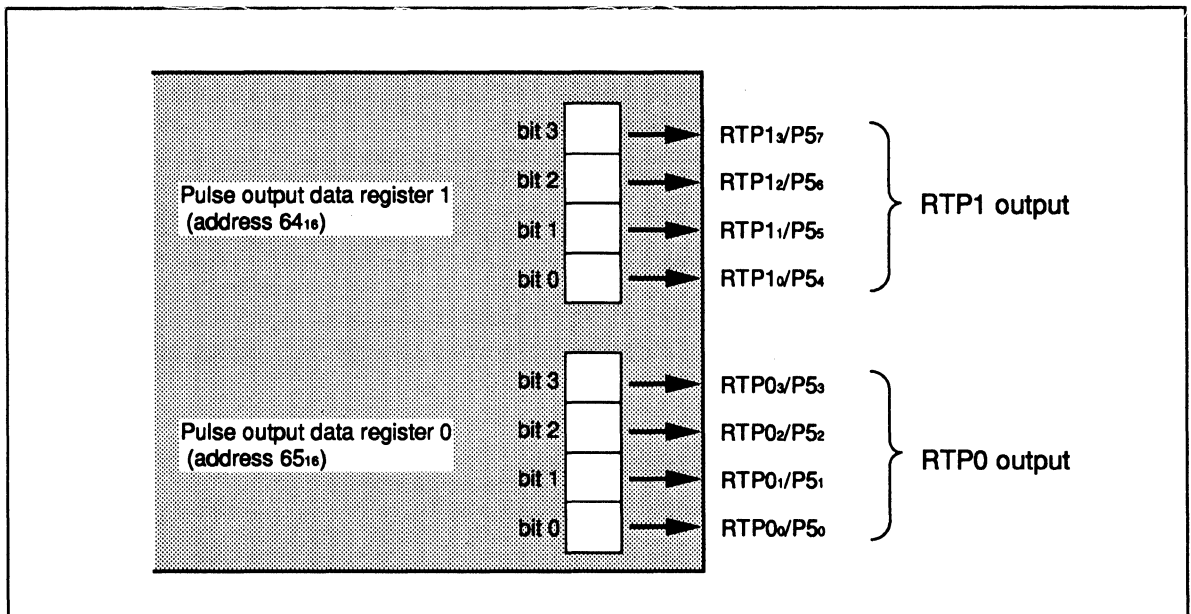 bit 3 RTP1₃/P5₇
bit 2 RTP1₂/P5₆
Pulse output data register 1
(address 64₁₆)
bit 1 RTP1₁/P5₅
bit 0 RTP1₀/P5₄
RTP1 output
bit 3 RTP0₃/P5₃
bit 2 RTP0₂/P5₂
Pulse output data register 0
(address 65₁₆)
bit 1 RTP0₁/P5₁
bit 0 RTP0₀/P5₀
RTP0 output